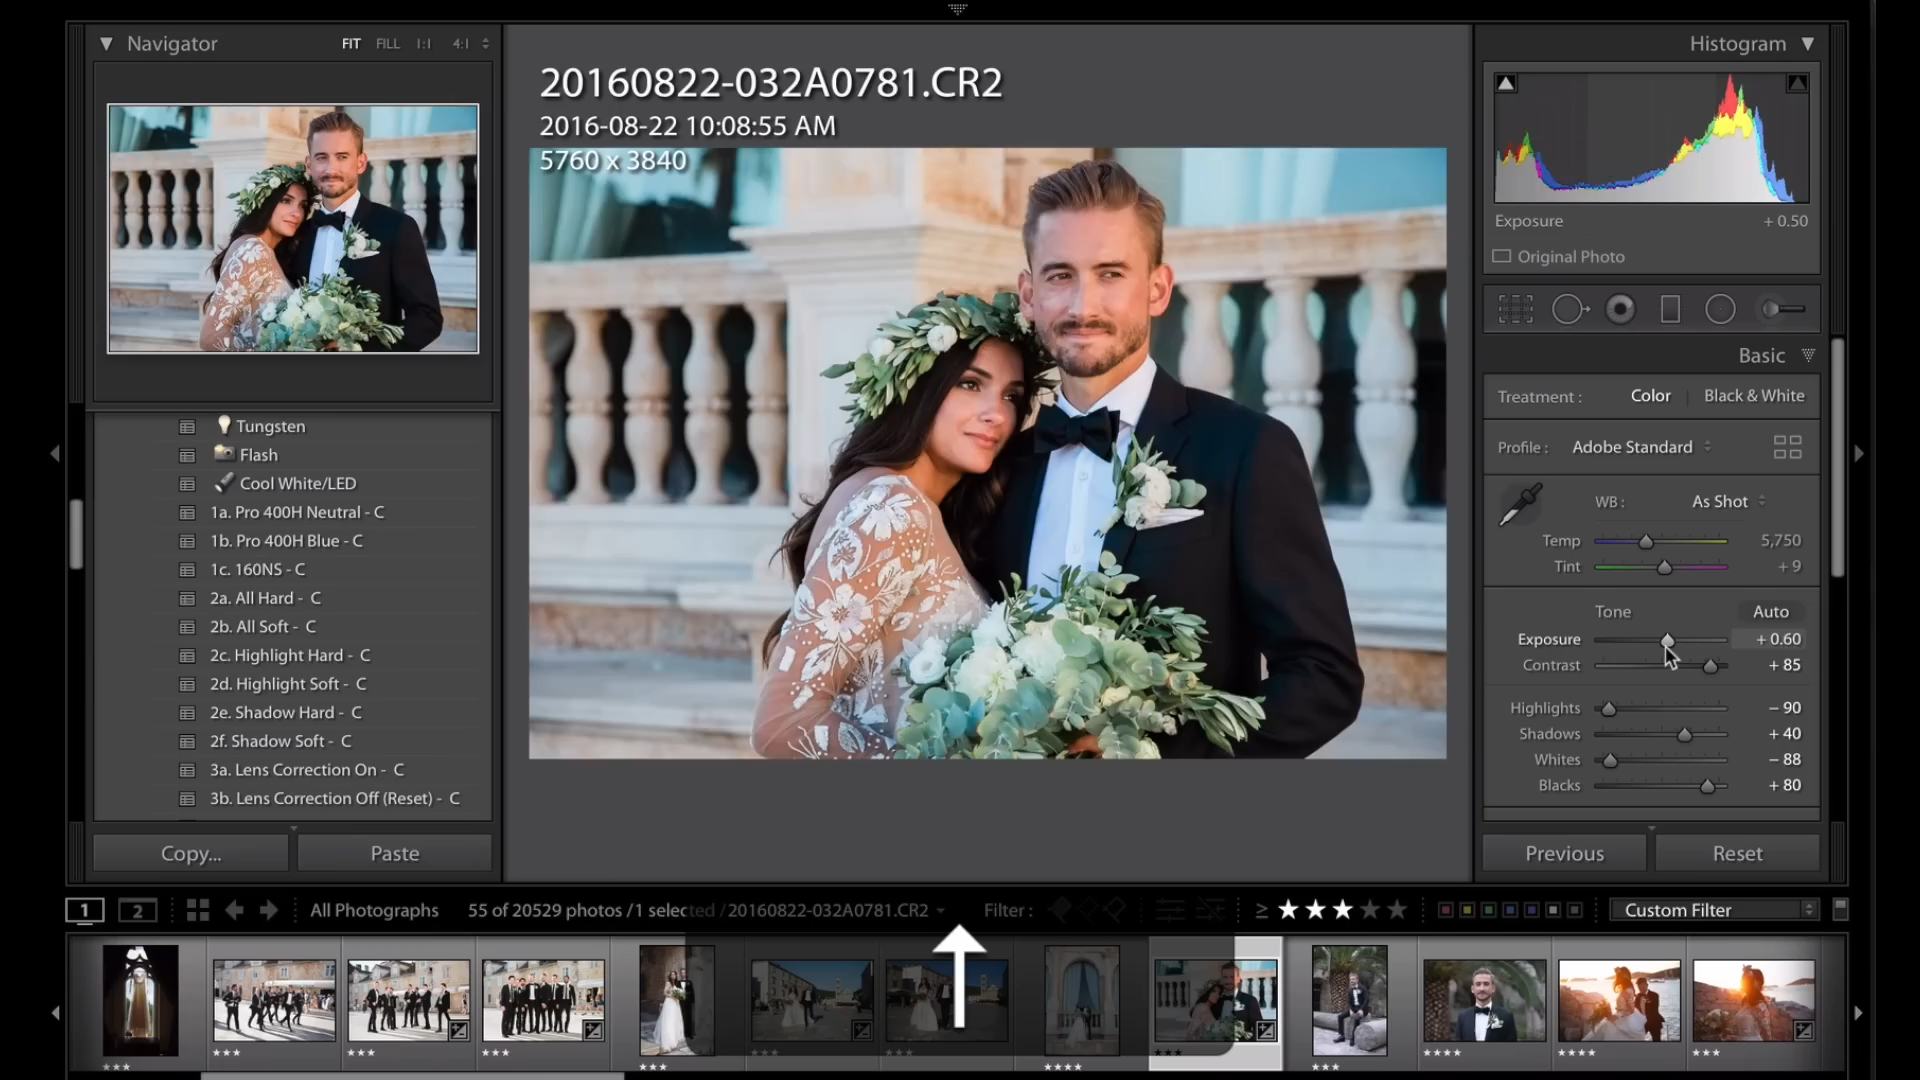 Navigator
FIT FILL 1:1 4:1
Tungsten
Flash
Cool White/LED
1a. Pro 400H Neutral - C
1b. Pro 400H Blue - C
1c. 160NS - C
2a. All Hard - C
2b. All Soft - C
2c. Highlight Hard - C
2d. Highlight Soft - C
2e. Shadow Hard - C
2f. Shadow Soft - C
3a. Lens Correction On - C
3b. Lens Correction Off (Reset) - C
Copy... Paste
20160822-032A0781.CR2
2016-08-22 10:08:55 AM
5760 x 3840
Histogram
Exposure + 0.50
Original Photo
Basic
Treatment : Color Black & White
Profile : Adobe Standard
WB : As Shot
Temp 5,750
Tint + 9
Tone Auto
Exposure + 0.60
Contrast + 85
Highlights − 90
Shadows + 40
Whites − 88
Blacks + 80
Previous Reset
1 2 All Photographs 55 of 20529 photos /1 selected /20160822-032A0781.CR2 Filter : ≥ ★★★★★ Custom Filter